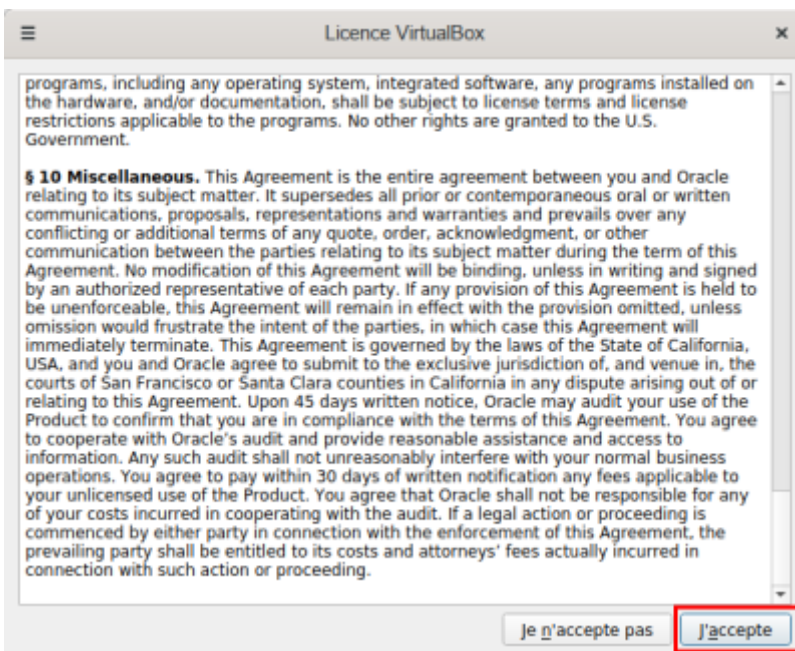 Licence VirtualBox
programs, including any operating system, integrated software, any programs installed on
the hardware, and/or documentation, shall be subject to license terms and license
restrictions applicable to the programs. No other rights are granted to the U.S.
Government.
§ 10 Miscellaneous. This Agreement is the entire agreement between you and Oracle
relating to its subject matter. It supersedes all prior or contemporaneous oral or written
communications, proposals, representations and warranties and prevails over any
conflicting or additional terms of any quote, order, acknowledgment, or other
communication between the parties relating to its subject matter during the term of this
Agreement. No modification of this Agreement will be binding, unless in writing and signed
by an authorized representative of each party. If any provision of this Agreement is held to
be unenforceable, this Agreement will remain in effect with the provision omitted, unless
omission would frustrate the intent of the parties, in which case this Agreement will
immediately terminate. This Agreement is governed by the laws of the State of California,
USA, and you and Oracle agree to submit to the exclusive jurisdiction of, and venue in, the
courts of San Francisco or Santa Clara counties in California in any dispute arising out of or
relating to this Agreement. Upon 45 days written notice, Oracle may audit your use of the
Product to confirm that you are in compliance with the terms of this Agreement. You agree
to cooperate with Oracle's audit and provide reasonable assistance and access to
information. Any such audit shall not unreasonably interfere with your normal business
operations. You agree to pay within 30 days of written notification any fees applicable to
your unlicensed use of the Product. You agree that Oracle shall not be responsible for any
of your costs incurred in cooperating with the audit. If a legal action or proceeding is
commenced by either party in connection with the enforcement of this Agreement, the
prevailing party shall be entitled to its costs and attorneys' fees actually incurred in
connection with such action or proceeding.
Je n'accepte pas
J'accepte